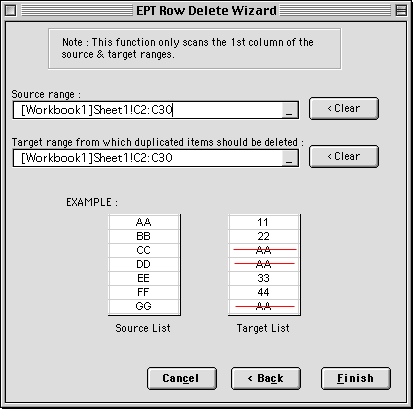 EPT Row Delete Wizard
Note : This function only scans the 1st column of the
source & target ranges.
Source range :
[Workbook1]Sheet1!C2:C30
_
< Clear
Target range from which duplicated items should be deleted :
[Workbook1]Sheet1!C2:C30
_
< Clear
EXAMPLE :
AA 11
BB 22
CC AA
DD AA
EE 33
FF 44
GG AA
Source List Target List
Cancel < Back Finish